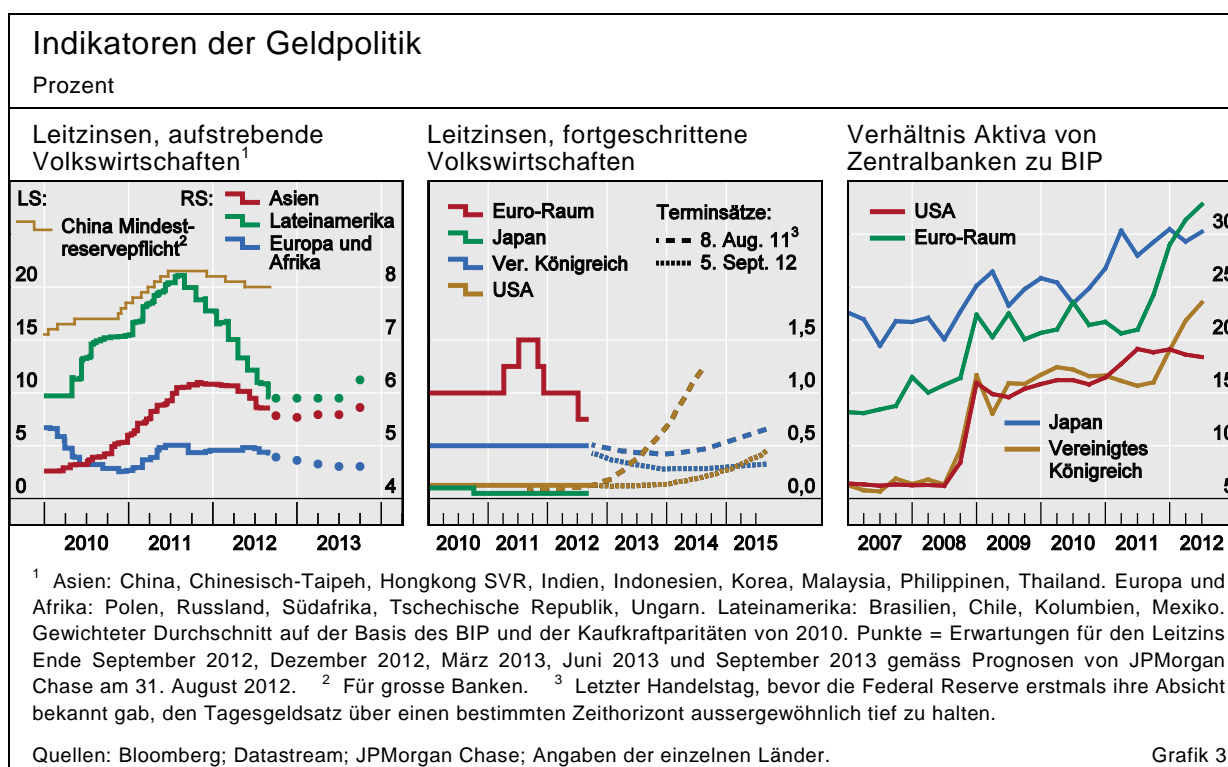 Indikatoren der Geldpolitik
Prozent
Leitzinsen, aufstrebende
Volkswirtschaften1
LS:
RS:
Asien
Lateinamerika
Europa und
Afrika
China Mindest-
reservepflicht2
20
15
10
5
0
8
7
6
5
4
2010 2011 2012 2013
Leitzinsen, fortgeschrittene
Volkswirtschaften
Euro-Raum
Japan
Ver. Königreich
USA
Terminsätze:
8. Aug. 113
5. Sept. 12
1,5
1,0
0,5
0,0
2010 2011 2012 2013 2014 2015
Verhältnis Aktiva von
Zentralbanken zu BIP
USA
Euro-Raum
Japan
Vereinigtes
Königreich
30
25
20
15
10
5
2007 2008 2009 2010 2011 2012
1 Asien: China, Chinesisch-Taipeh, Hongkong SVR, Indien, Indonesien, Korea, Malaysia, Philippinen, Thailand. Europa und
Afrika: Polen, Russland, Südafrika, Tschechische Republik, Ungarn. Lateinamerika: Brasilien, Chile, Kolumbien, Mexiko.
Gewichteter Durchschnitt auf der Basis des BIP und der Kaufkraftparitäten von 2010. Punkte = Erwartungen für den Leitzins
Ende September 2012, Dezember 2012, März 2013, Juni 2013 und September 2013 gemäss Prognosen von JPMorgan
Chase am 31. August 2012. 2 Für grosse Banken. 3 Letzter Handelstag, bevor die Federal Reserve erstmals ihre Absicht
bekannt gab, den Tagesgeldsatz über einen bestimmten Zeithorizont aussergewöhnlich tief zu halten.
Quellen: Bloomberg; Datastream; JPMorgan Chase; Angaben der einzelnen Länder.
Grafik 3